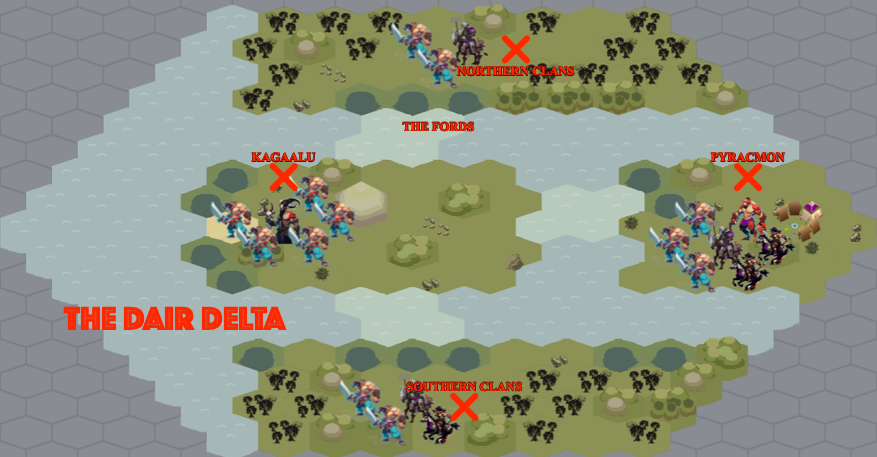 NORTHERN CLANS
THE FORDS
KAGAALU
PYRACMON
THE DAIR DELTA
SOUTHERN CLANS